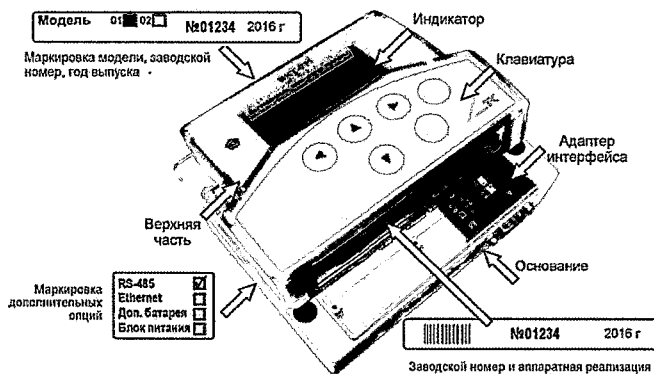 Модель 01 02 №01234 2016 г
Маркировка модели, заводской
номер, год выпуска
Индикатор
Клавиатура
Адаптер
интерфейса
Верхняя
часть
Основание
Маркировка
дополнительных
опций
RS-485
Ethernet
Доп. батарея
Блок питания
№01234 2016 г
Заводской номер и аппаратная реализация